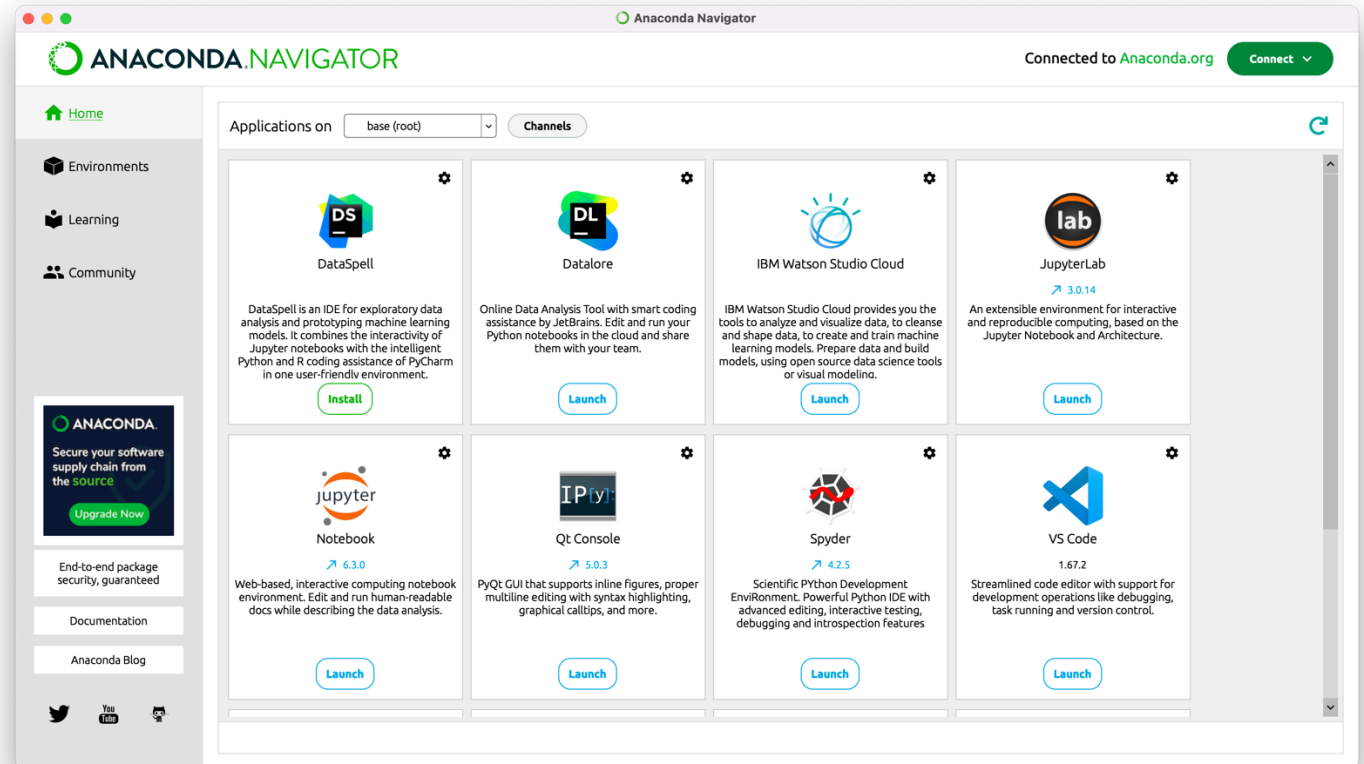 Anaconda Navigator
ANACONDA.NAVIGATOR
Connected to Anaconda.org
Connect
Home
Environments
Learning
Community
ANACONDA.
Secure your software
supply chain from
the source
Upgrade Now
End-to-end package
security, guaranteed
Documentation
Anaconda Blog
You
Tube
Applications on
base (root)
Channels
DS
DataSpell
DataSpell is an IDE for exploratory data
analysis and prototyping machine learning
models. It combines the interactivity of
Jupyter notebooks with the intelligent
Python and R coding assistance of PyCharm
in one user-friendly environment.
Install
DL
Datalore
Online Data Analysis Tool with smart coding
assistance by JetBrains. Edit and run your
Python notebooks in the cloud and share
them with your team.
Launch
IBM Watson Studio Cloud
IBM Watson Studio Cloud provides you the
tools to analyze and visualize data, to cleanse
and shape data, to create and train machine
learning models. Prepare data and build
models, using open source data science tools
or visual modeling.
Launch
lab
JupyterLab
3.0.14
An extensible environment for interactive
and reproducible computing, based on the
Jupyter Notebook and Architecture.
Launch
jupyter
Notebook
6.3.0
Web-based, interactive computing notebook
environment. Edit and run human-readable
docs while describing the data analysis.
Launch
IP[y]:
Qt Console
5.0.3
PyQt GUI that supports inline figures, proper
multiline editing with syntax highlighting,
graphical calltips, and more.
Launch
Spyder
4.2.5
Scientific PYthon Development
EnviRonment. Powerful Python IDE with
advanced editing, interactive testing,
debugging and introspection features
Launch
VS Code
1.67.2
Streamlined code editor with support for
development operations like debugging,
task running and version control.
Launch